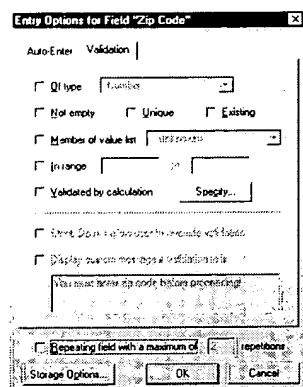 Entry Options for Field "Zip Code"
Auto-Enter Validation
Of type Number
Not empty Unique Existing
Member of value list
In range
Validated by calculation Specify...
Display custom message if validation fails
You must enter zip code before proceeding!
Repeating field with a maximum of 2 repetitions
Storage Options... OK Cancel